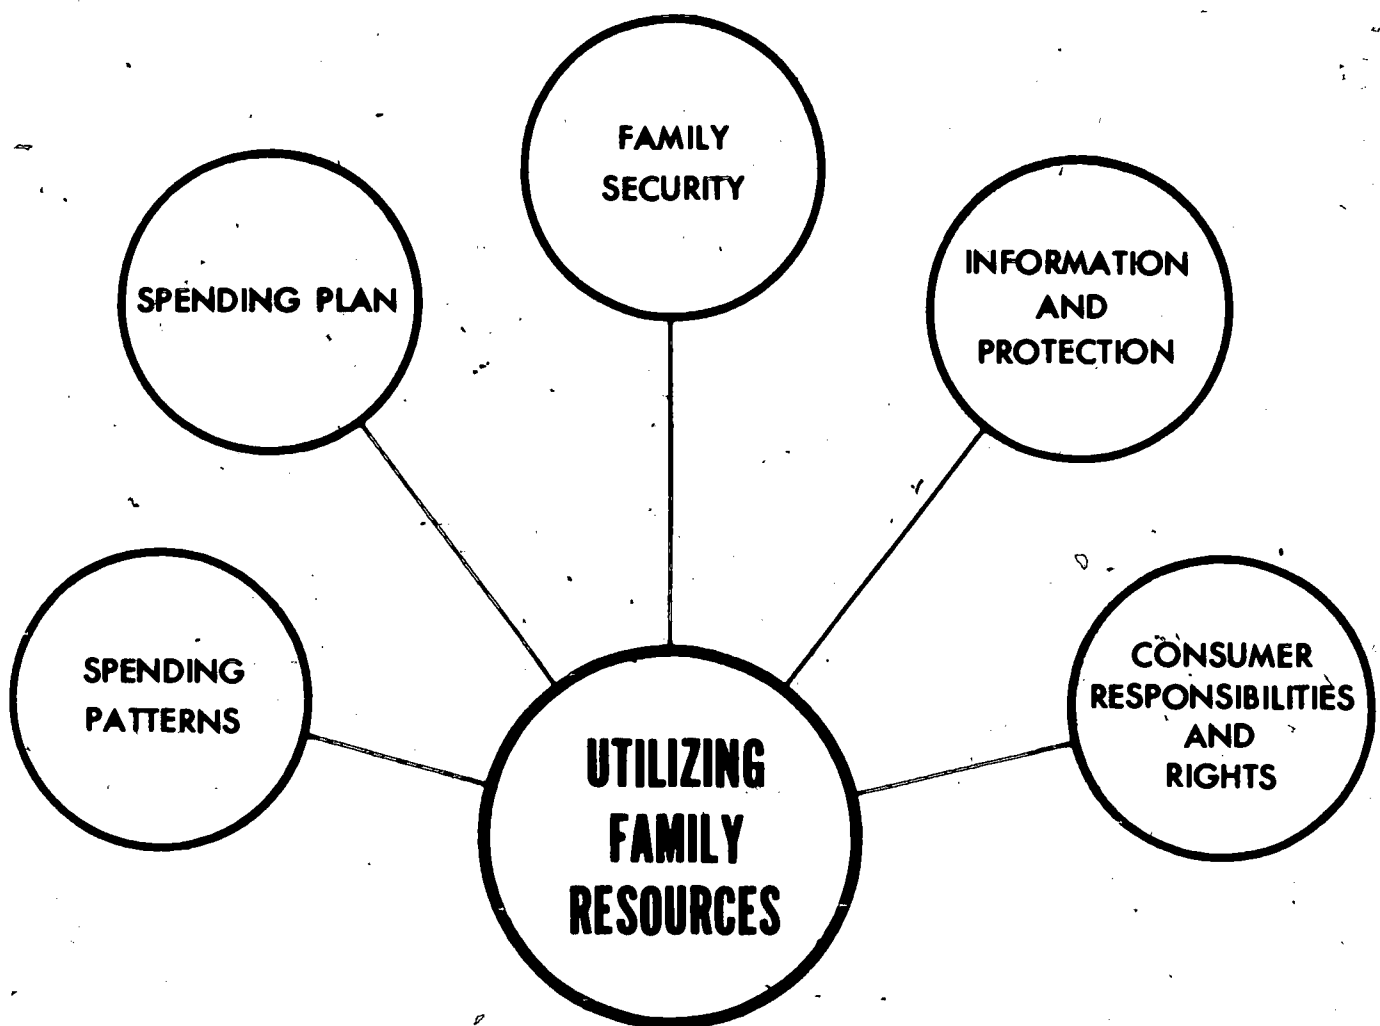 FAMILY
SECURITY
SPENDING PLAN
INFORMATION
AND
PROTECTION
SPENDING
PATTERNS
CONSUMER
RESPONSIBILITIES
AND
RIGHTS
UTILIZING
FAMILY
RESOURCES